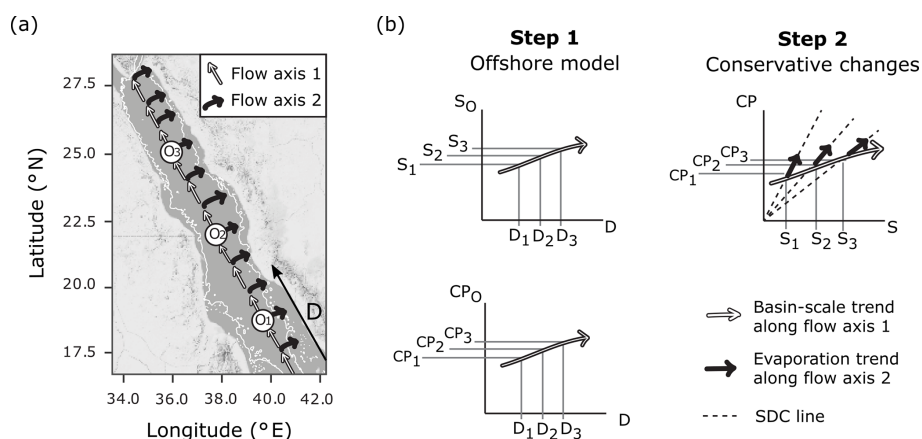 (a)
Flow axis 1
Flow axis 2
27.5
25.0
22.5
20.0
17.5
Latitude (°N)
O3
O2
O1
D
34.0 36.0 38.0 40.0 42.0
Longitude (°E)
(b)
Step 1
Offshore model
SO
S3
S2
S1
D1 D2 D3
D
CPO
CP3
CP2
CP1
D1 D2 D3
D
Step 2
Conservative changes
CP
CP3
CP2
CP1
S1 S2 S3
S
Basin-scale trend
along flow axis 1
Evaporation trend
along flow axis 2
SDC line